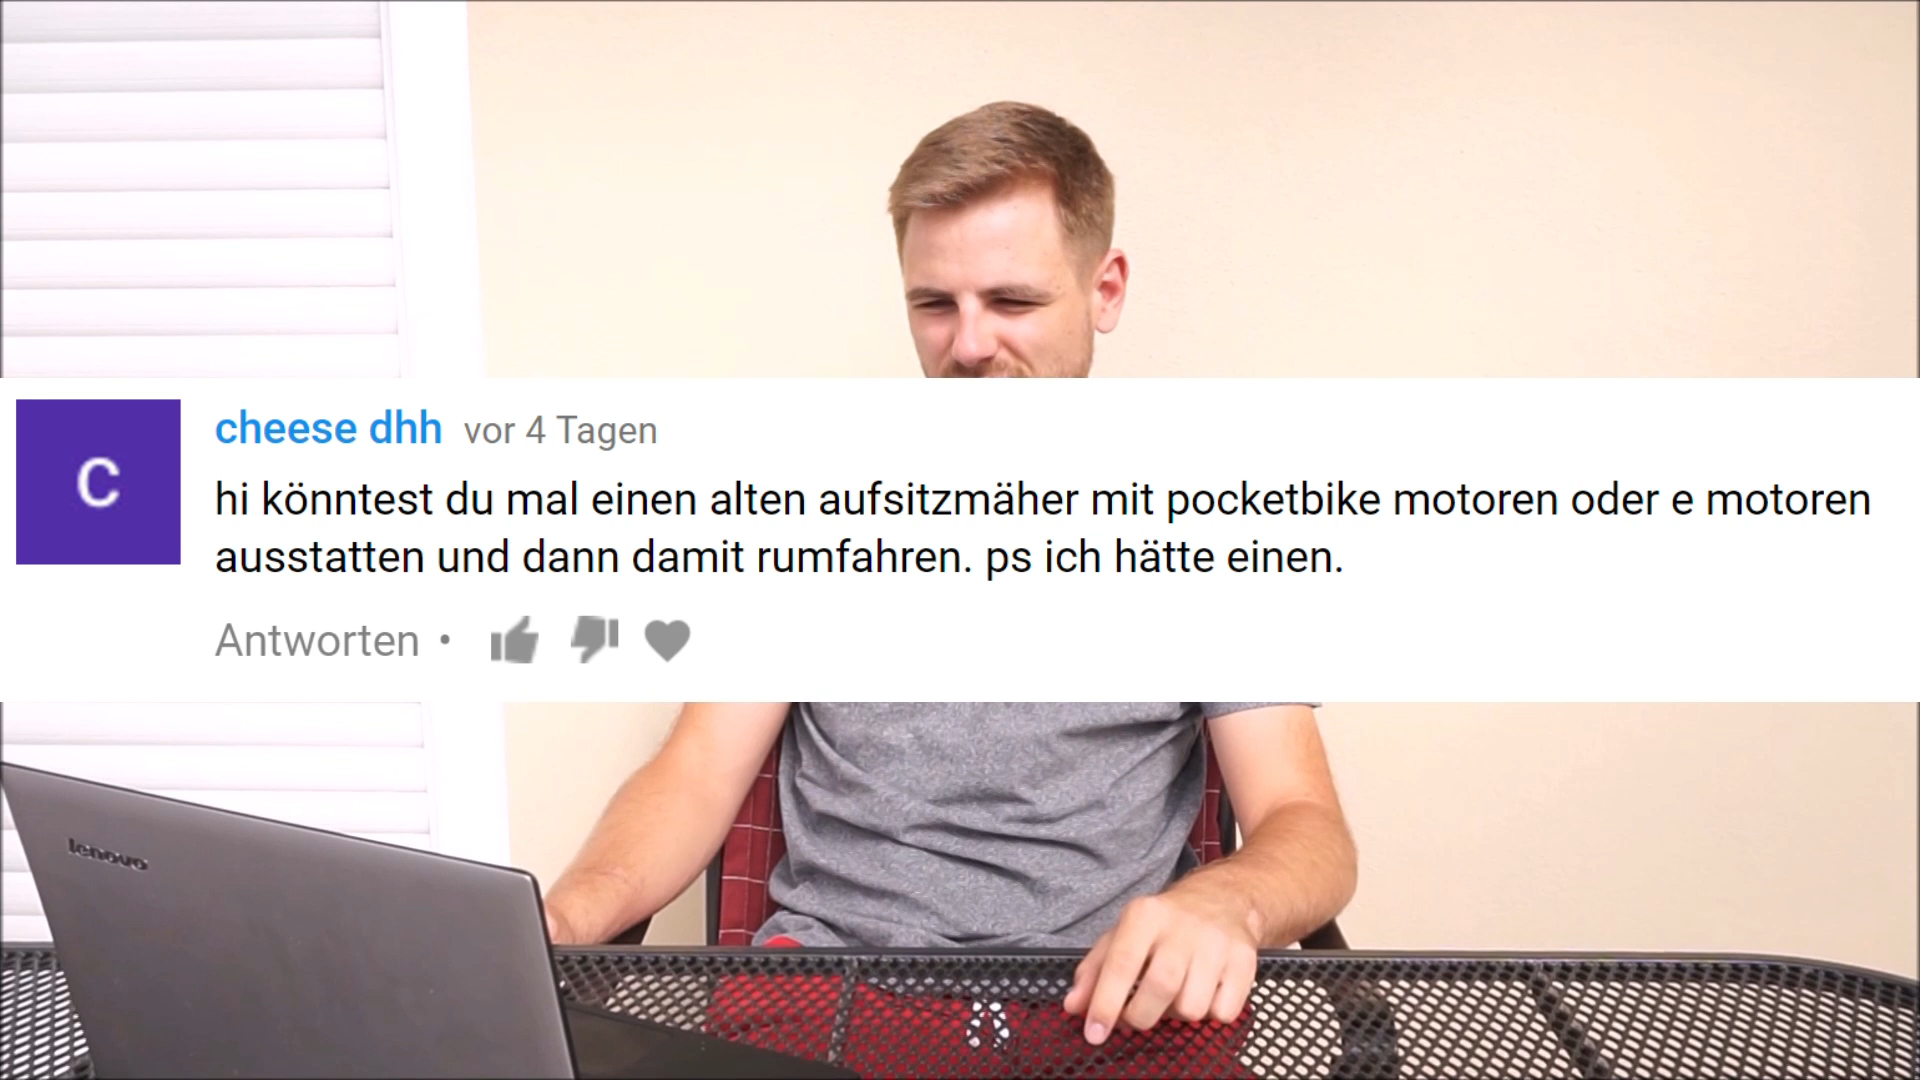 C
cheese dhh vor 4 Tagen
hi könntest du mal einen alten aufsitzmäher mit pocketbike motoren oder e motoren
ausstatten und dann damit rumfahren. ps ich hätte einen.
Antworten •
lenovo